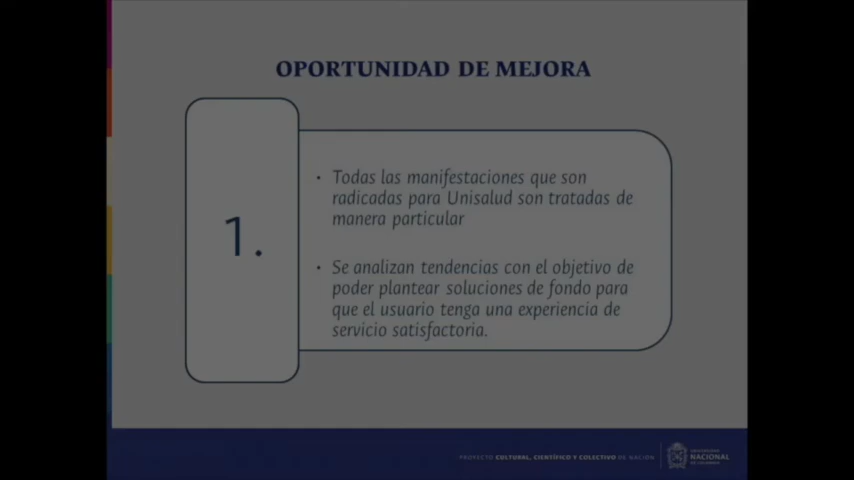 OPORTUNIDAD DE MEJORA
1.
• Todas las manifestaciones que son
radicadas para Unisalud son tratadas de
manera particular
• Se analizan tendencias con el objetivo de
poder plantear soluciones de fondo para
que el usuario tenga una experiencia de
servicio satisfactoria.
PROYECTO CULTURAL, CIENTÍFICO Y COLECTIVO DE NACIÓN
UNIVERSIDAD
NACIONAL
DE COLOMBIA